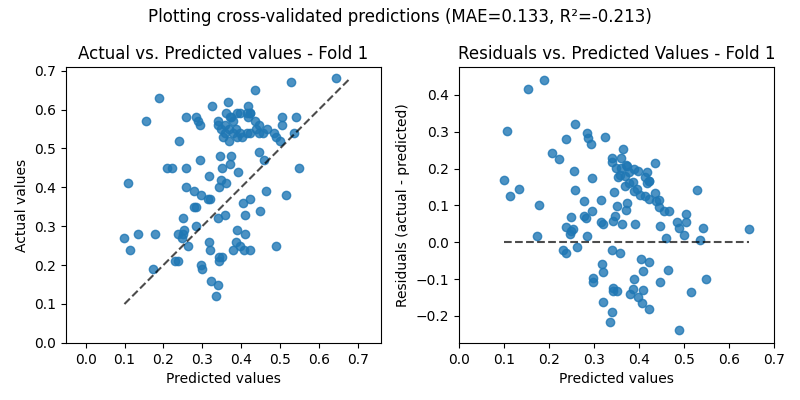 Plotting cross-validated predictions (MAE=0.133, R²=-0.213)
Actual vs. Predicted values - Fold 1
Actual values
0.7
0.6
0.5
0.4
0.3
0.2
0.1
0.0
0.0 0.1 0.2 0.3 0.4 0.5 0.6 0.7
Predicted values
Residuals vs. Predicted Values - Fold 1
Residuals (actual - predicted)
0.4
0.3
0.2
0.1
0.0
−0.1
−0.2
0.0 0.1 0.2 0.3 0.4 0.5 0.6 0.7
Predicted values